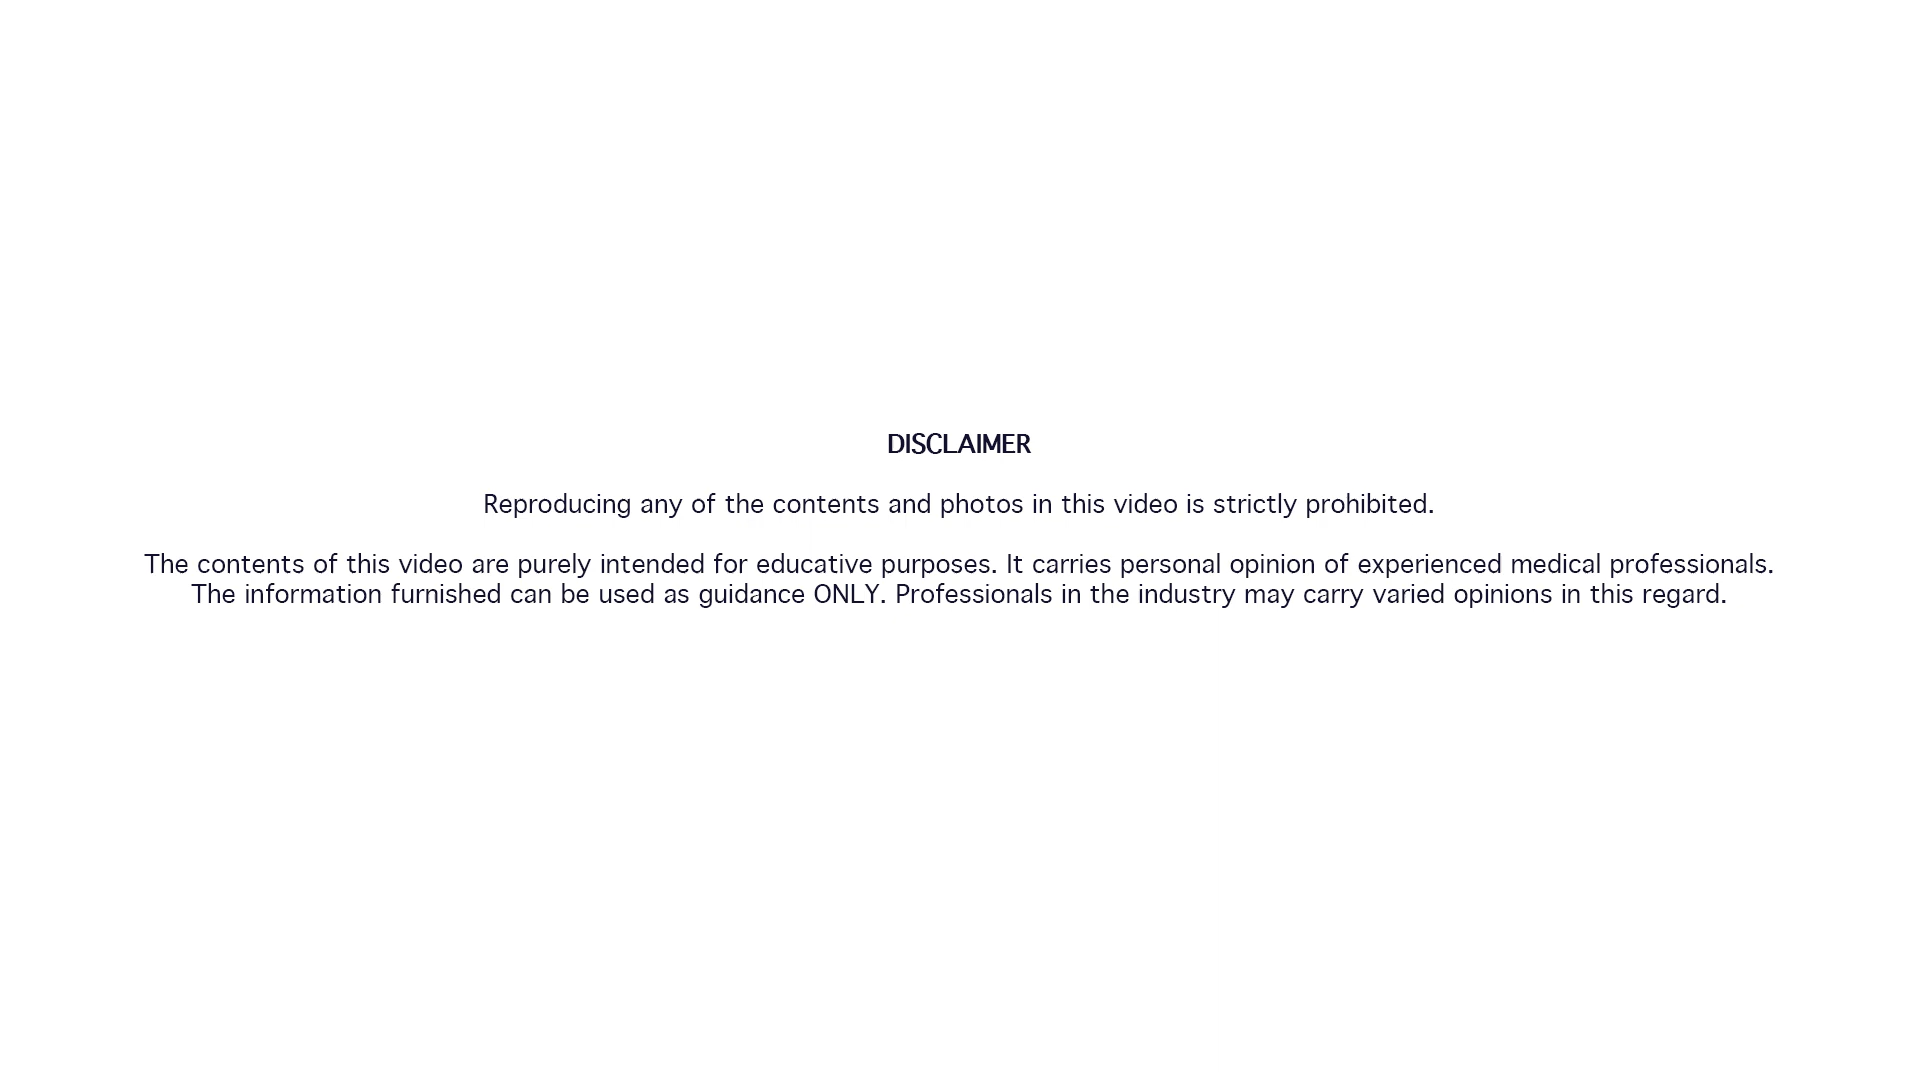 DISCLAIMER
Reproducing any of the contents and photos in this video is strictly prohibited.
The contents of this video are purely intended for educative purposes. It carries personal opinion of experienced medical professionals.
The information furnished can be used as guidance ONLY. Professionals in the industry may carry varied opinions in this regard.